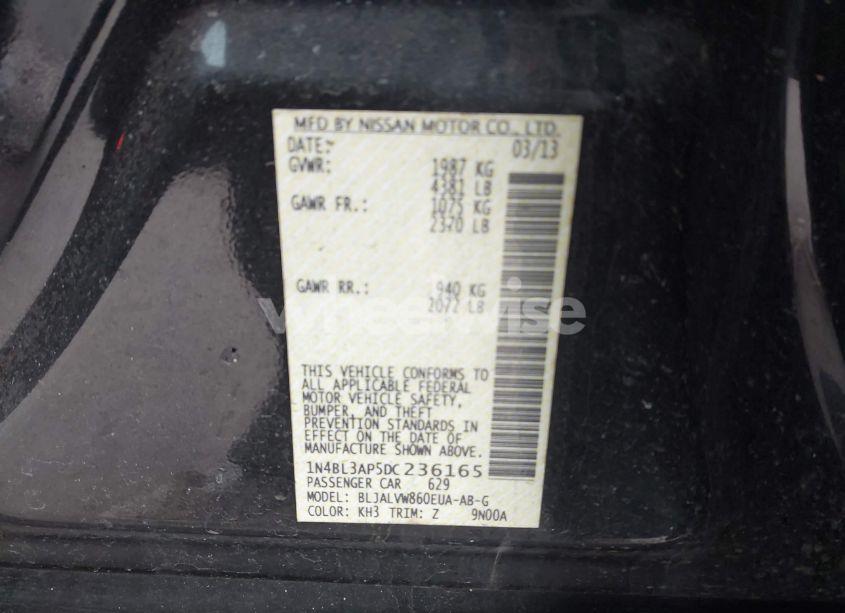 MFD BY NISSAN MOTOR CO., LTD.
DATE: 03/13
GVWR: 1987 KG
4381 LB
GAWR FR.: 1075 KG
2370 LB
GAWR RR.: 940 KG
2072 LB
wheelwise
THIS VEHICLE CONFORMS TO
ALL APPLICABLE FEDERAL
MOTOR VEHICLE SAFETY,
BUMPER, AND THEFT
PREVENTION STANDARDS IN
EFFECT ON THE DATE OF
MANUFACTURE SHOWN ABOVE.
1N4BL3AP5DC236165
PASSENGER CAR 629
MODEL: BLJALVW860EUA-AB-G
COLOR: KH3 TRIM: Z 9N00A